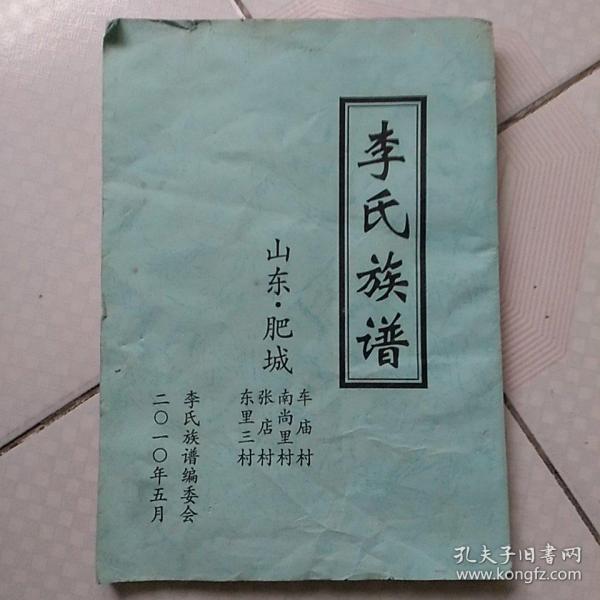 李氏族谱
山东·肥城
车庙村
南尚里村
张店村
东里三村
李氏族谱编委会
二〇一〇年五月
孔夫子旧书网
www.kongfz.com